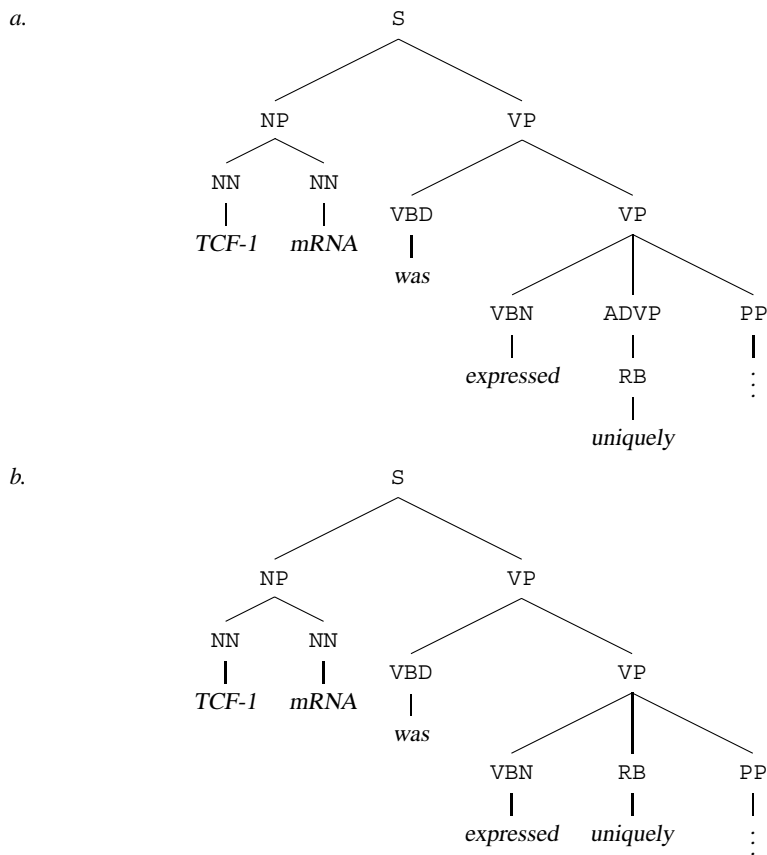 a.
S
NP VP
NN NN VBD VP
TCF-1 mRNA was
VBN ADVP PP
expressed RB ⋮
uniquely
b.
S
NP VP
NN NN VBD VP
TCF-1 mRNA was
VBN RB PP
expressed uniquely ⋮